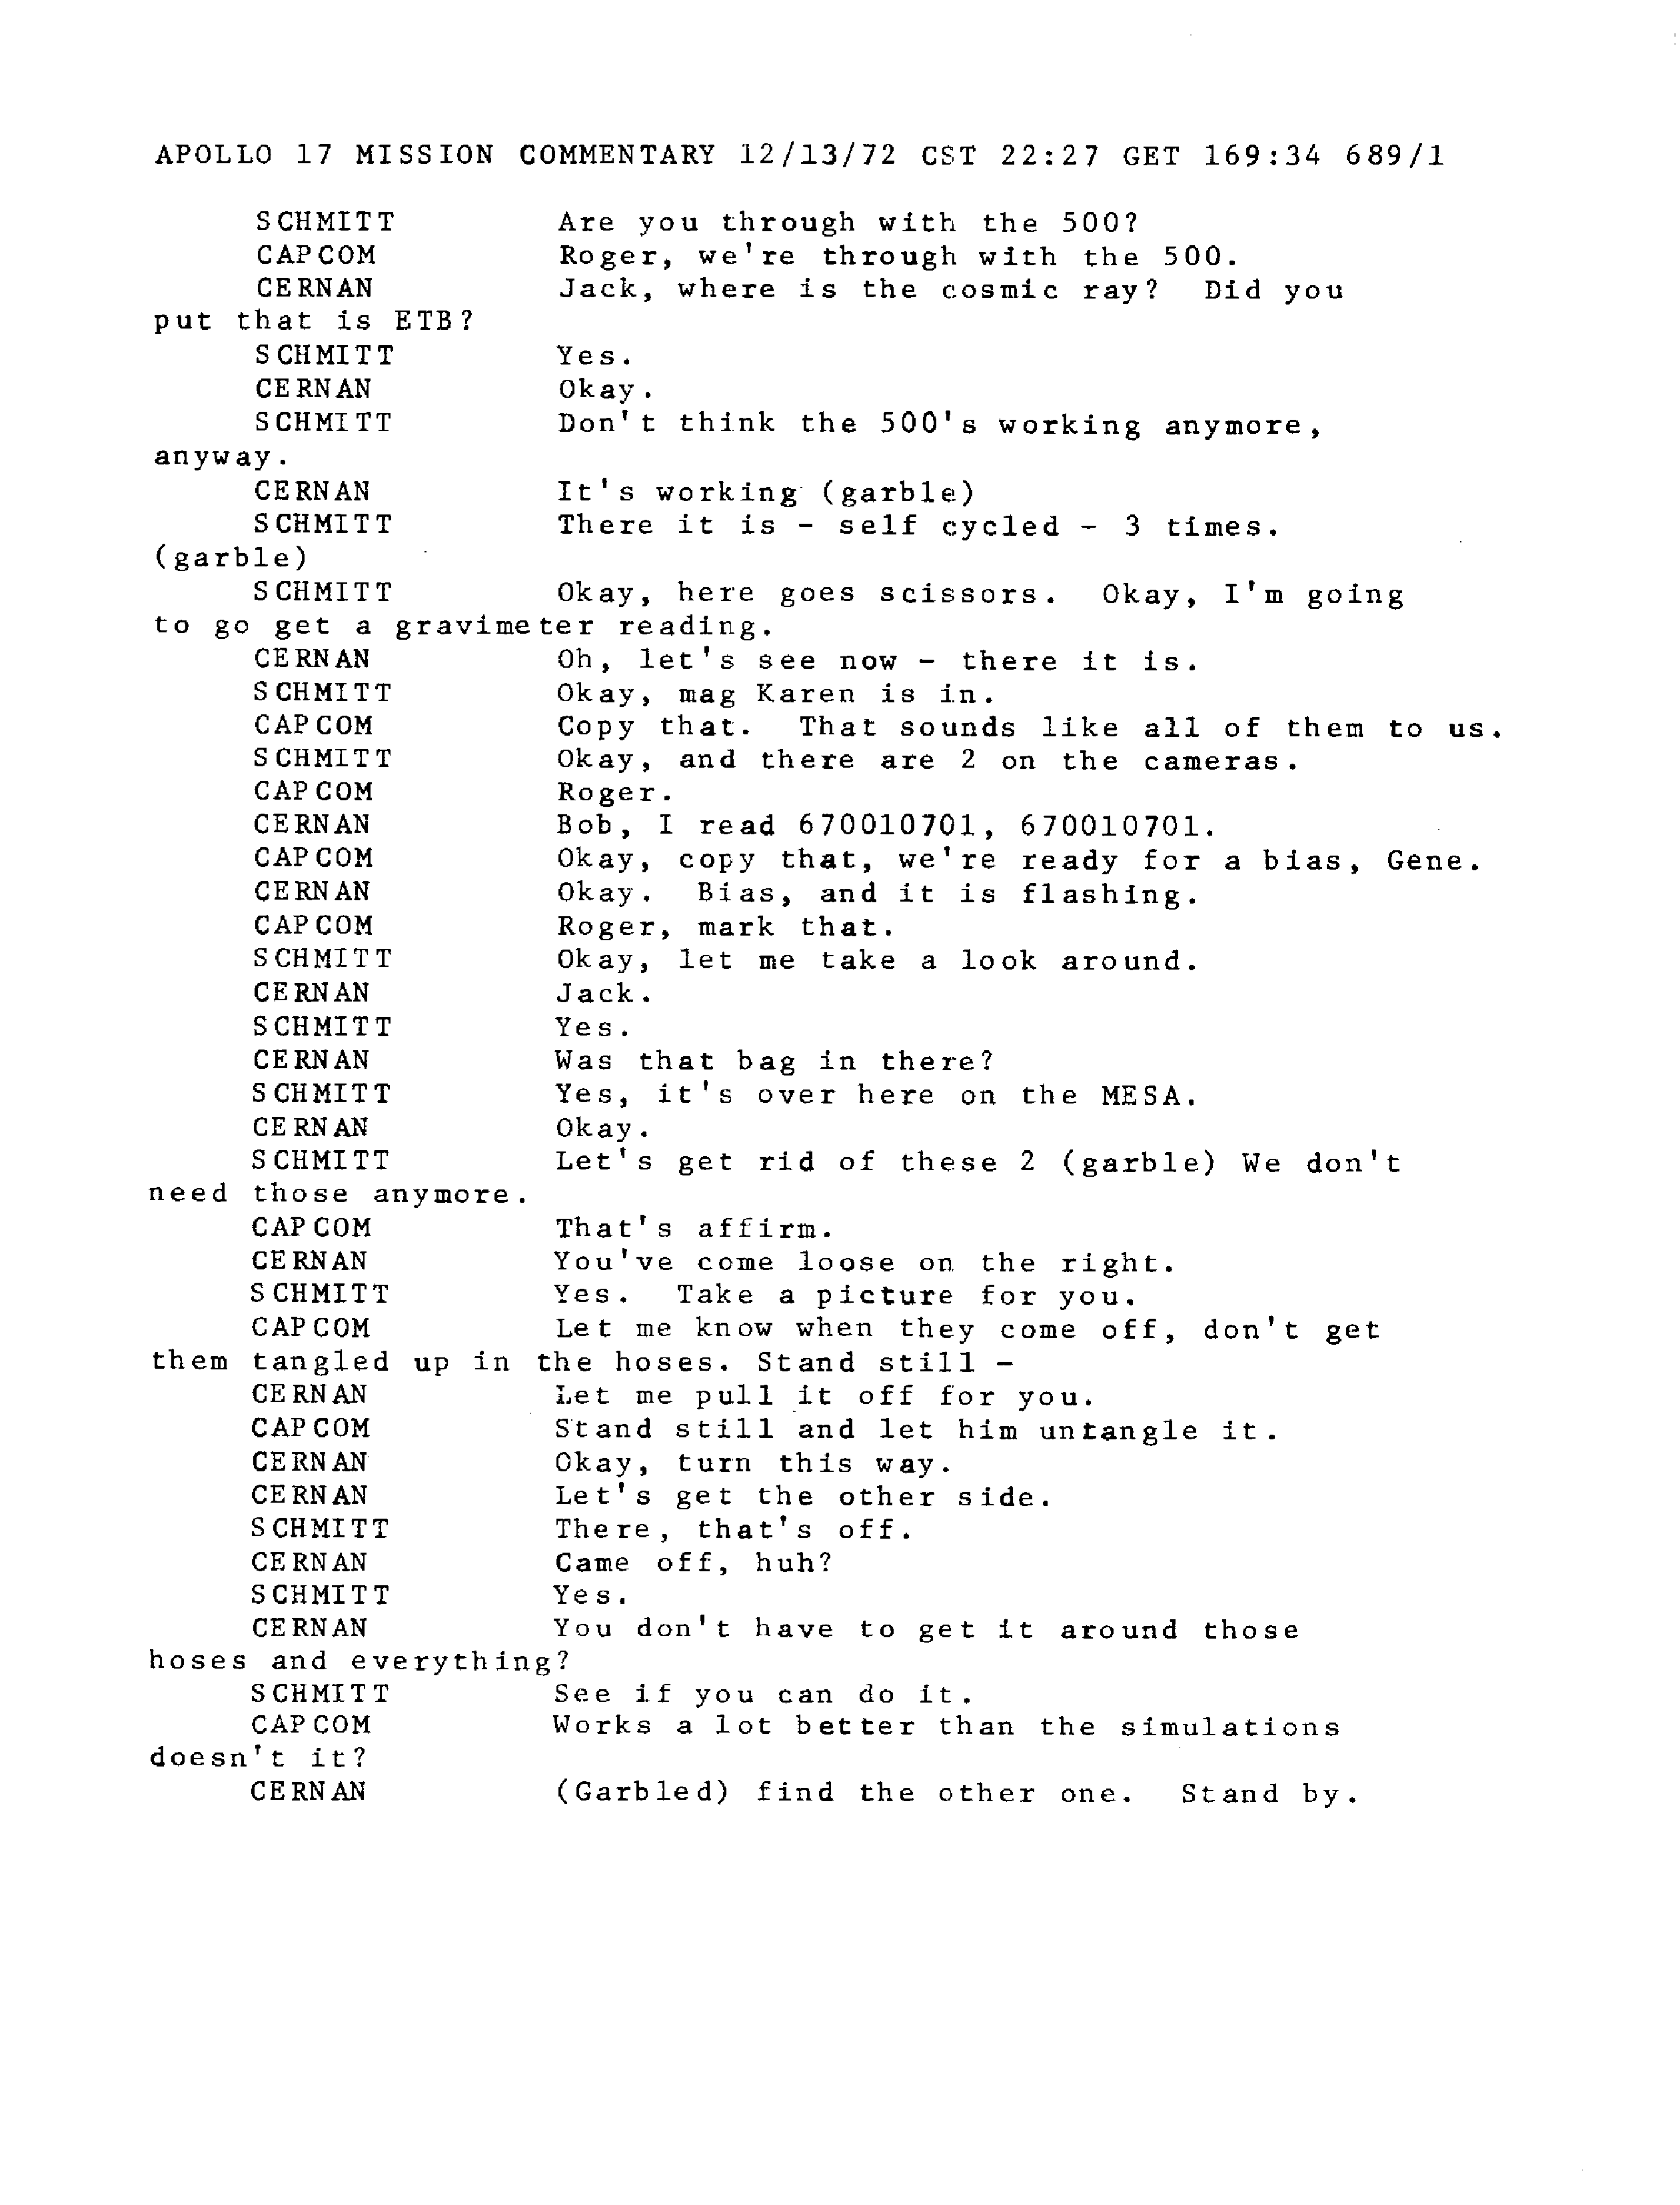 APOLLO 17 MISSION COMMENTARY 12/13/72 CST 22:27 GET 169:34 689/1
SCHMITT Are you through with the 500?
CAPCOM Roger, we're through with the 500.
CERNAN Jack, where is the cosmic ray? Did you
put that is ETB?
SCHMITT Yes.
CERNAN Okay.
SCHMITT Don't think the 500's working anymore,
anyway.
CERNAN It's working (garble)
SCHMITT There it is - self cycled - 3 times.
(garble)
SCHMITT Okay, here goes scissors. Okay, I'm going
to go get a gravimeter reading.
CERNAN Oh, let's see now - there it is.
SCHMITT Okay, mag Karen is in.
CAPCOM Copy that. That sounds like all of them to us.
SCHMITT Okay, and there are 2 on the cameras.
CAPCOM Roger.
CERNAN Bob, I read 670010701, 670010701.
CAPCOM Okay, copy that, we're ready for a bias, Gene.
CERNAN Okay. Bias, and it is flashing.
CAPCOM Roger, mark that.
SCHMITT Okay, let me take a look around.
CERNAN Jack.
SCHMITT Yes.
CERNAN Was that bag in there?
SCHMITT Yes, it's over here on the MESA.
CERNAN Okay.
SCHMITT Let's get rid of these 2 (garble) We don't
need those anymore.
CAPCOM That's affirm.
CERNAN You've come loose on the right.
SCHMITT Yes. Take a picture for you.
CAPCOM Let me know when they come off, don't get
them tangled up in the hoses. Stand still -
CERNAN Let me pull it off for you.
CAPCOM Stand still and let him untangle it.
CERNAN Okay, turn this way.
CERNAN Let's get the other side.
SCHMITT There, that's off.
CERNAN Came off, huh?
SCHMITT Yes.
CERNAN You don't have to get it around those
hoses and everything?
SCHMITT See if you can do it.
CAPCOM Works a lot better than the simulations
doesn't it?
CERNAN (Garbled) find the other one. Stand by.